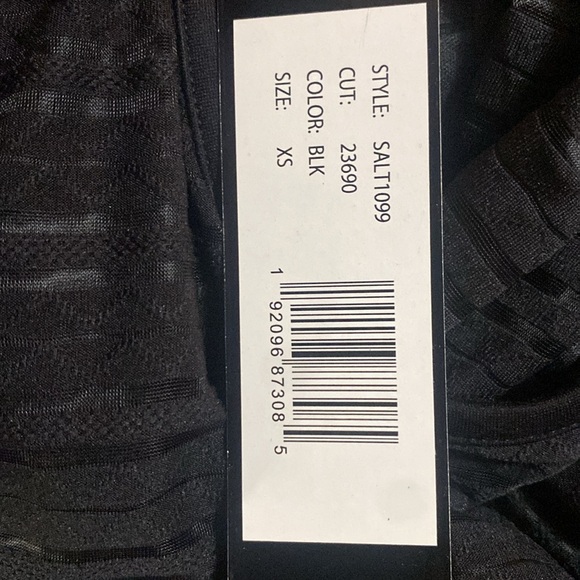 STYLE: SALT1099
CUT: 23690
COLOR: BLK
SIZE: XS
1 92096 87308 5